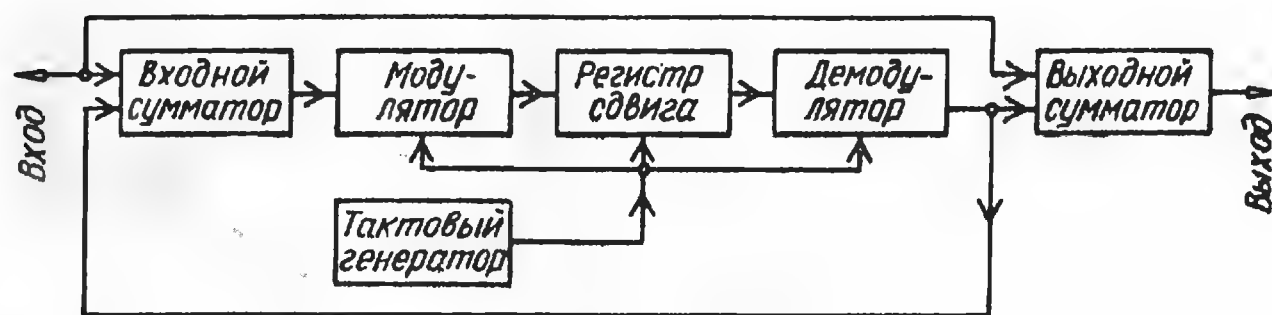 Вход
Входной
сумматор
Моду-
лятор
Регистр
сдвига
Демоду-
лятор
Выходной
сумматор
Выход
Тактовый
генератор